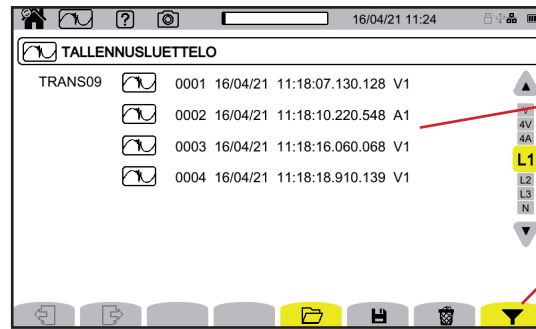 16/04/21 11:24
TALLENNUSLUETTELO
TRANS09 0001 16/04/21 11:18:07.130.128 V1
0002 16/04/21 11:18:10.220.548 A1
0003 16/04/21 11:18:16.060.068 V1
0004 16/04/21 11:18:18.910.139 V1
4V
4A
L1
L2
L3
N